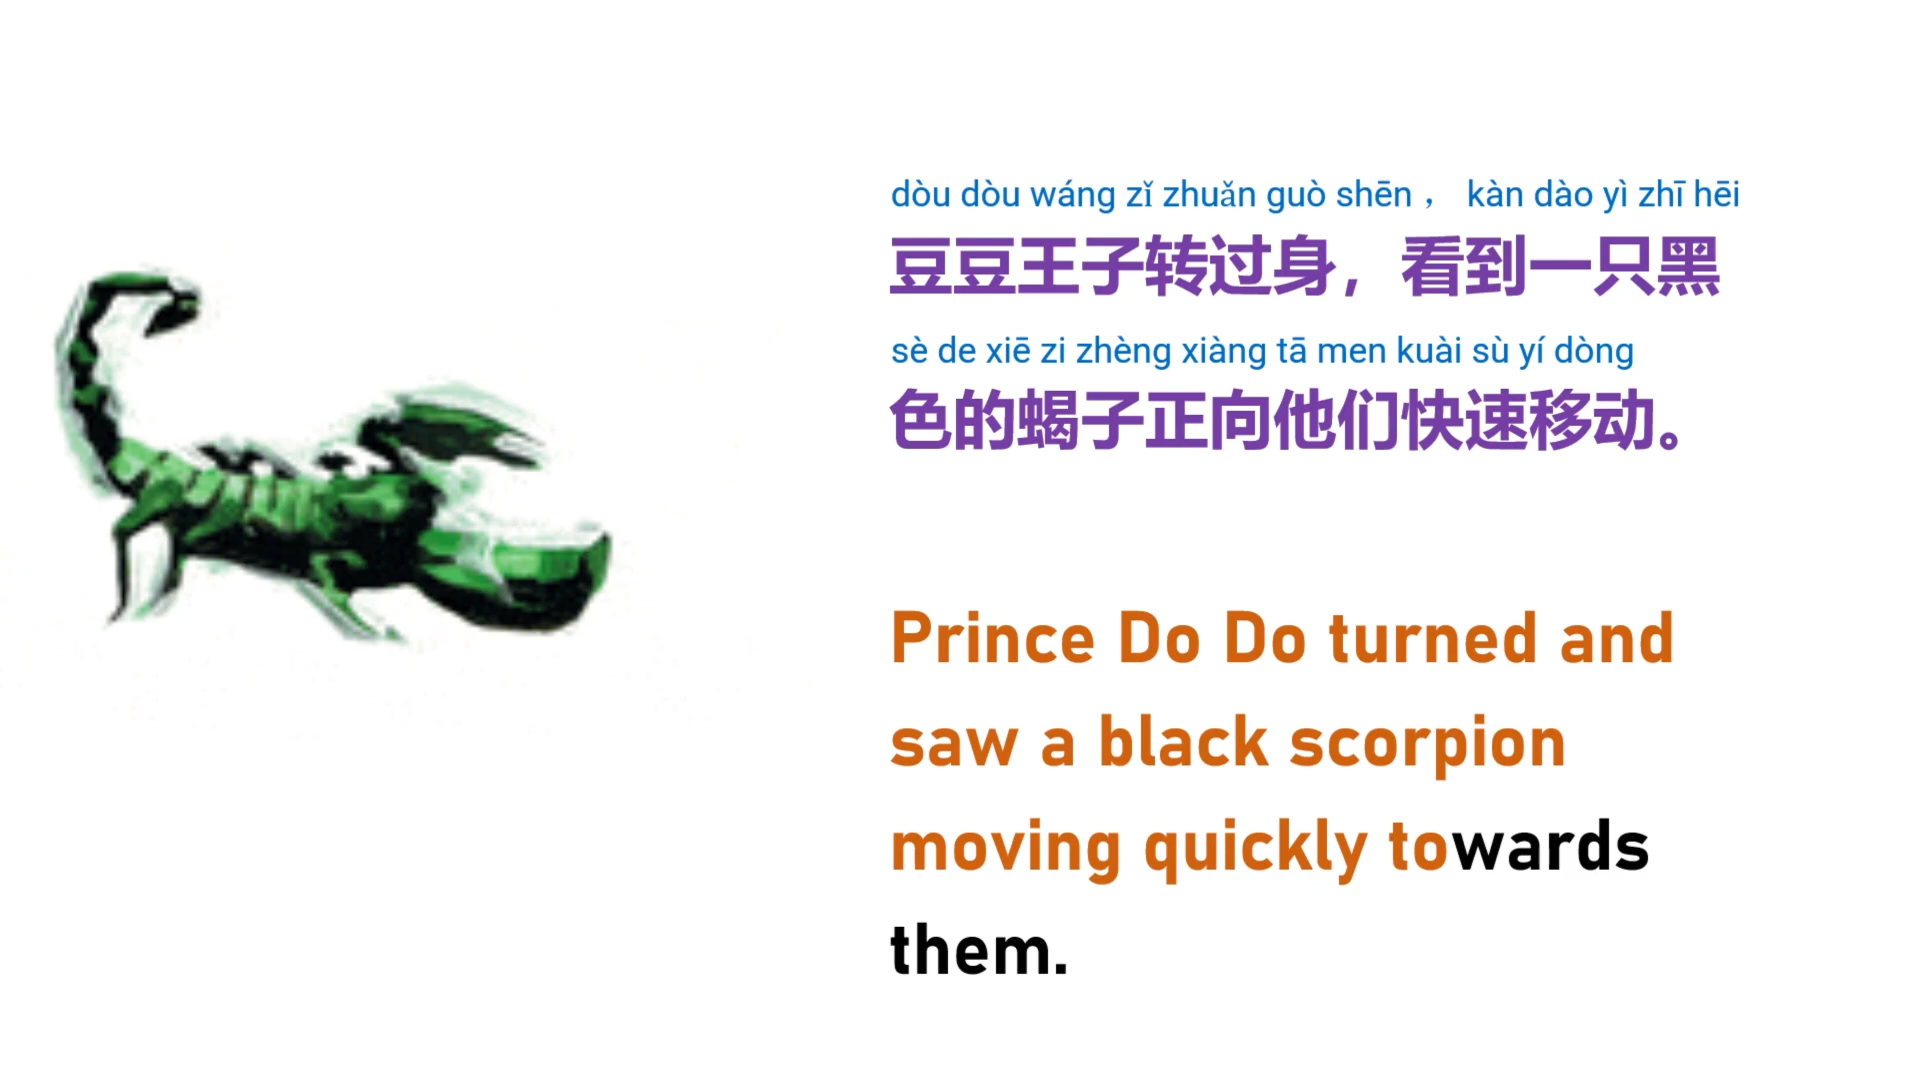 dòu dòu wáng zǐ zhuǎn guò shēn ， kàn dào yì zhī hēi
豆豆王子转过身，看到一只黑
sè de xiē zi zhèng xiàng tā men kuài sù yí dòng
色的蝎子正向他们快速移动。
Prince Do Do turned and
saw a black scorpion
moving quickly towards
them.